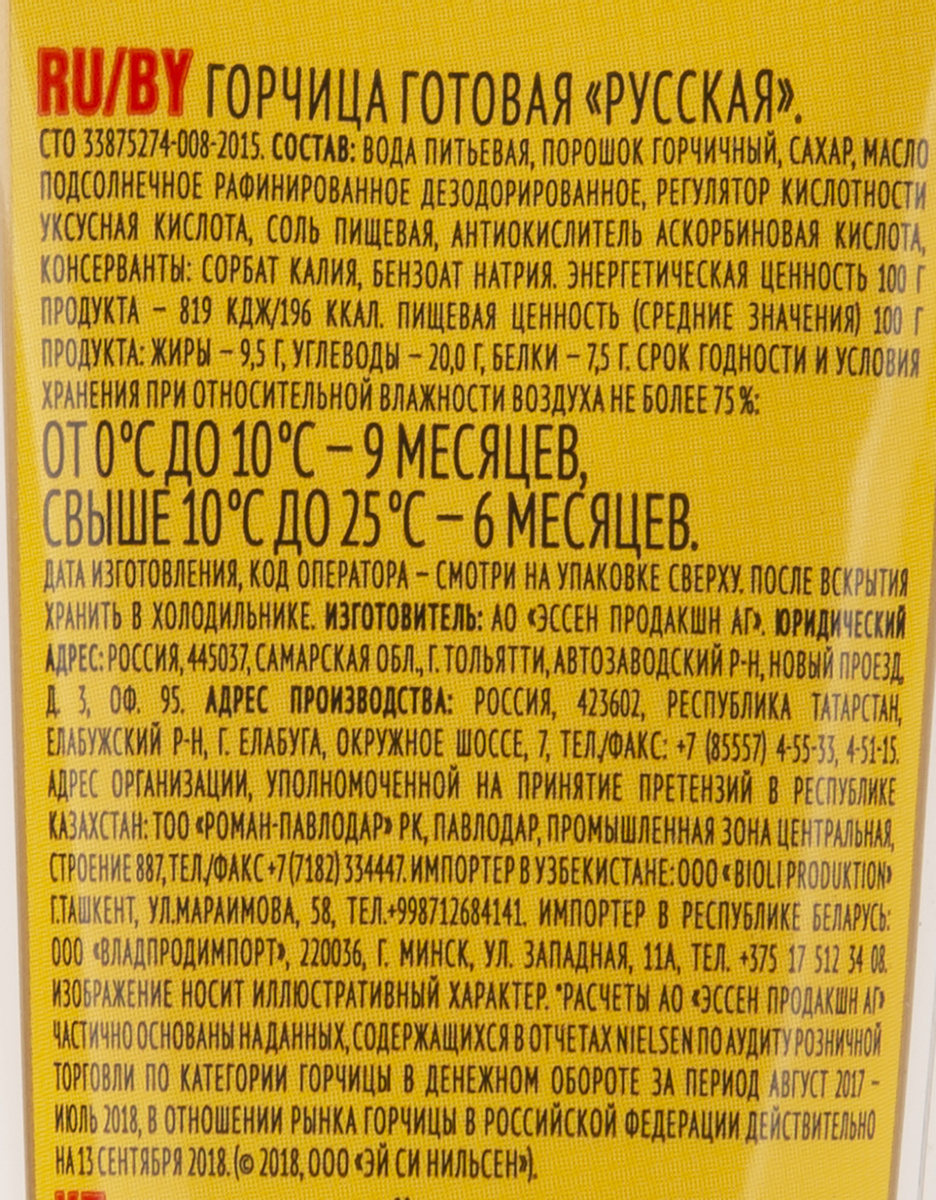 RU/BY ГОРЧИЦА ГОТОВАЯ «РУССКАЯ».
СТО 33875274-008-2015. СОСТАВ: ВОДА ПИТЬЕВАЯ, ПОРОШОК ГОРЧИЧНЫЙ, САХАР, МАСЛО
ПОДСОЛНЕЧНОЕ РАФИНИРОВАННОЕ ДЕЗОДОРИРОВАННОЕ, РЕГУЛЯТОР КИСЛОТНОСТИ
УКСУСНАЯ КИСЛОТА, СОЛЬ ПИЩЕВАЯ, АНТИОКИСЛИТЕЛЬ АСКОРБИНОВАЯ КИСЛОТА,
КОНСЕРВАНТЫ: СОРБАТ КАЛИЯ, БЕНЗОАТ НАТРИЯ. ЭНЕРГЕТИЧЕСКАЯ ЦЕННОСТЬ 100 Г
ПРОДУКТА – 819 КДЖ/196 ККАЛ. ПИЩЕВАЯ ЦЕННОСТЬ (СРЕДНИЕ ЗНАЧЕНИЯ) 100 Г
ПРОДУКТА: ЖИРЫ – 9,5 Г, УГЛЕВОДЫ – 20,0 Г, БЕЛКИ – 7,5 Г. СРОК ГОДНОСТИ И УСЛОВИЯ
ХРАНЕНИЯ ПРИ ОТНОСИТЕЛЬНОЙ ВЛАЖНОСТИ ВОЗДУХА НЕ БОЛЕЕ 75 %:
ОТ 0°C ДО 10°C – 9 МЕСЯЦЕВ,
СВЫШЕ 10°C ДО 25°C – 6 МЕСЯЦЕВ.
ДАТА ИЗГОТОВЛЕНИЯ, КОД ОПЕРАТОРА – СМОТРИ НА УПАКОВКЕ СВЕРХУ. ПОСЛЕ ВСКРЫТИЯ
ХРАНИТЬ В ХОЛОДИЛЬНИКЕ. ИЗГОТОВИТЕЛЬ: АО «ЭССЕН ПРОДАКШН АГ». ЮРИДИЧЕСКИЙ
АДРЕС: РОССИЯ, 445037, САМАРСКАЯ ОБЛ., Г. ТОЛЬЯТТИ, АВТОЗАВОДСКИЙ Р-Н, НОВЫЙ ПРОЕЗД,
Д. 3, ОФ. 95. АДРЕС ПРОИЗВОДСТВА: РОССИЯ, 423602, РЕСПУБЛИКА ТАТАРСТАН,
ЕЛАБУЖСКИЙ Р-Н, Г. ЕЛАБУГА, ОКРУЖНОЕ ШОССЕ, 7, ТЕЛ./ФАКС: +7 (85557) 4-55-33, 4-51-15.
АДРЕС ОРГАНИЗАЦИИ, УПОЛНОМОЧЕННОЙ НА ПРИНЯТИЕ ПРЕТЕНЗИЙ В РЕСПУБЛИКЕ
КАЗАХСТАН: ТОО «РОМАН-ПАВЛОДАР» РК, ПАВЛОДАР, ПРОМЫШЛЕННАЯ ЗОНА ЦЕНТРАЛЬНАЯ,
СТРОЕНИЕ 887, ТЕЛ./ФАКС +7 (7182) 334447. ИМПОРТЕР В УЗБЕКИСТАНЕ: ООО «BIOLI PRODUKTION»
Г.ТАШКЕНТ, УЛ.МАРАИМОВА, 58, ТЕЛ.+998712684141. ИМПОРТЕР В РЕСПУБЛИКЕ БЕЛАРУСЬ:
ООО «ВЛАДПРОДИМПОРТ», 220036, Г. МИНСК, УЛ. ЗАПАДНАЯ, 11А, ТЕЛ. +375 17 512 34 08.
ИЗОБРАЖЕНИЕ НОСИТ ИЛЛЮСТРАТИВНЫЙ ХАРАКТЕР. *РАСЧЕТЫ АО «ЭССЕН ПРОДАКШН АГ»
ЧАСТИЧНО ОСНОВАНЫ НА ДАННЫХ, СОДЕРЖАЩИХСЯ В ОТЧЕТАХ NIELSEN ПО АУДИТУ РОЗНИЧНОЙ
ТОРГОВЛИ ПО КАТЕГОРИИ ГОРЧИЦЫ В ДЕНЕЖНОМ ОБОРОТЕ ЗА ПЕРИОД АВГУСТ 2017 –
ИЮЛЬ 2018, В ОТНОШЕНИИ РЫНКА ГОРЧИЦЫ В РОССИЙСКОЙ ФЕДЕРАЦИИ ДЕЙСТВИТЕЛЬНО
НА 13 СЕНТЯБРЯ 2018. (© 2018, ООО «ЭЙ СИ НИЛЬСЕН»).